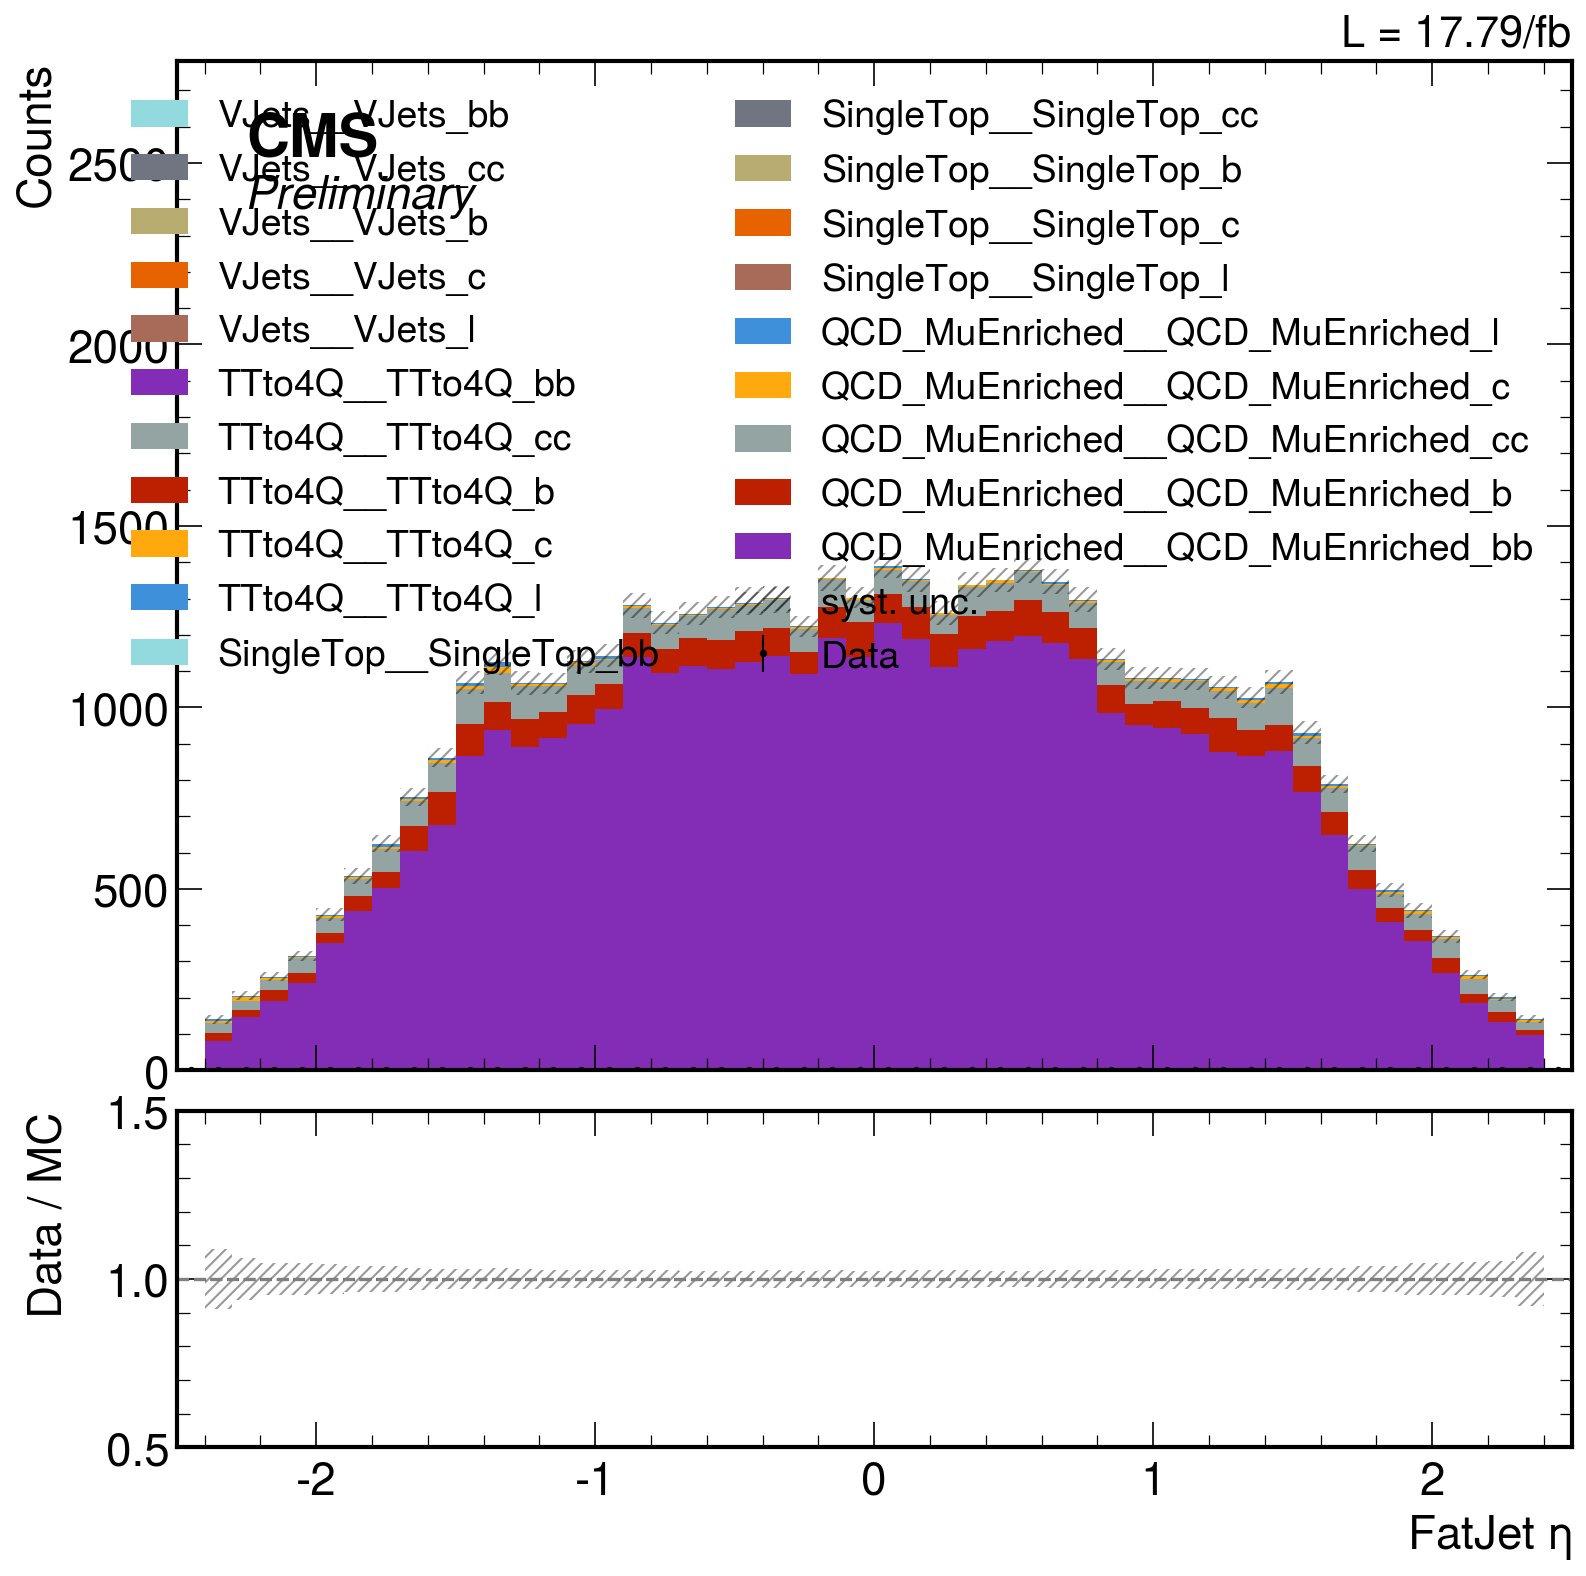 L = 17.79/fb
Counts
CMS
Preliminary
VJets__VJets_bb
VJets__VJets_cc
VJets__VJets_b
VJets__VJets_c
VJets__VJets_l
TTto4Q__TTto4Q_bb
TTto4Q__TTto4Q_cc
TTto4Q__TTto4Q_b
TTto4Q__TTto4Q_c
TTto4Q__TTto4Q_l
SingleTop__SingleTop_bb
SingleTop__SingleTop_cc
SingleTop__SingleTop_b
SingleTop__SingleTop_c
SingleTop__SingleTop_l
QCD_MuEnriched__QCD_MuEnriched_l
QCD_MuEnriched__QCD_MuEnriched_c
QCD_MuEnriched__QCD_MuEnriched_cc
QCD_MuEnriched__QCD_MuEnriched_b
QCD_MuEnriched__QCD_MuEnriched_bb
syst. unc.
Data
2500
2000
1500
1000
500
0
Data / MC
1.5
1.0
0.5
-2 -1 0 1 2
FatJet η